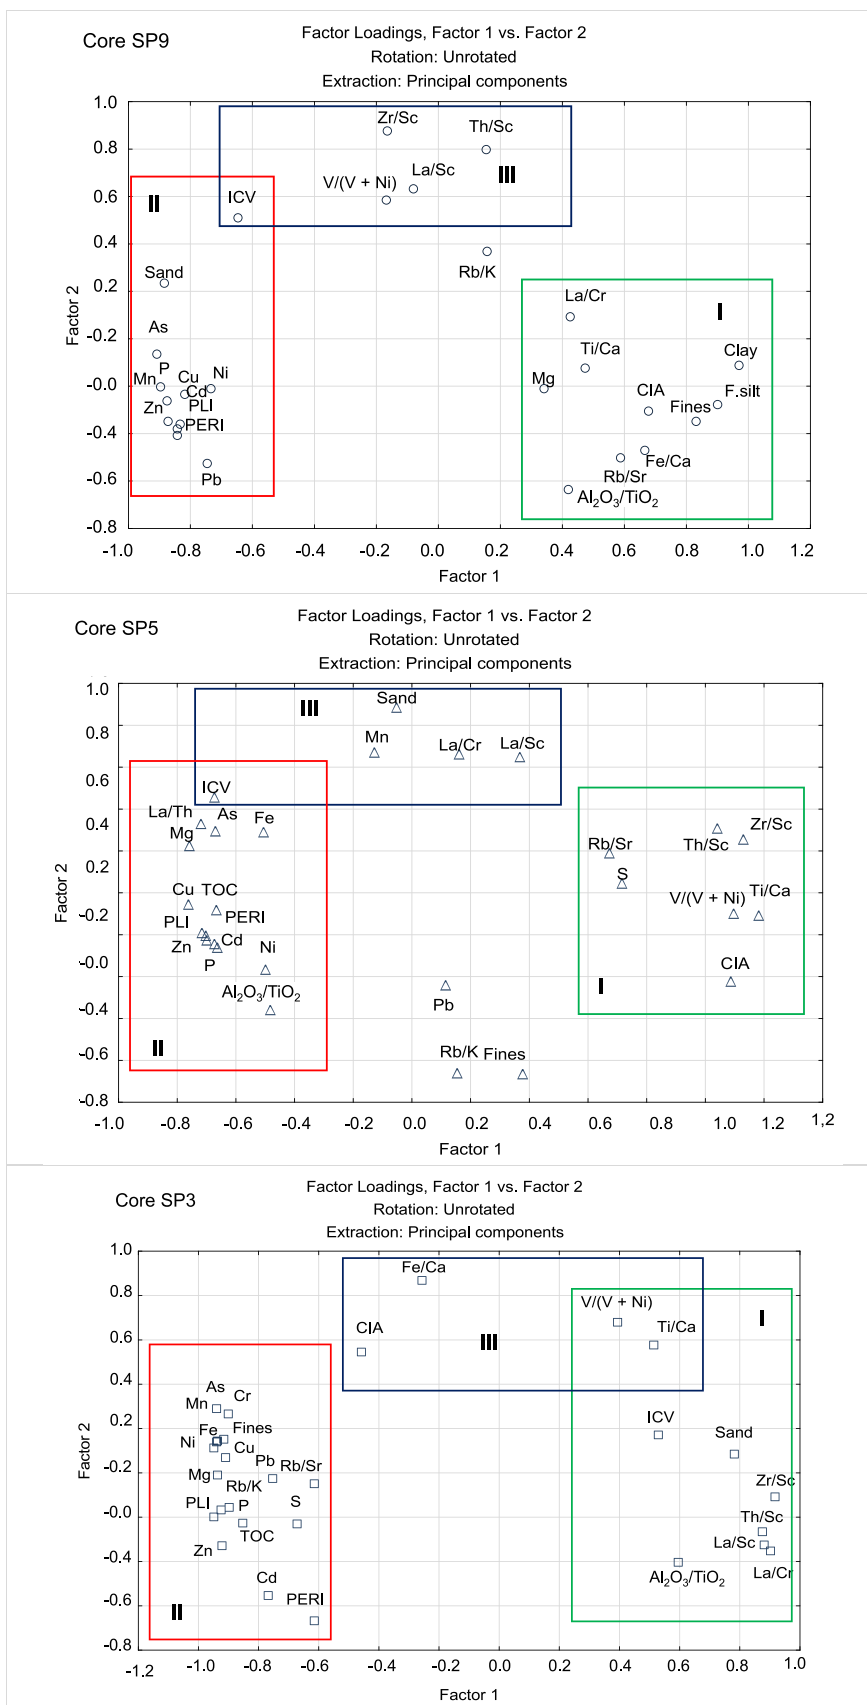 Core SP9
Factor Loadings, Factor 1 vs. Factor 2
Rotation: Unrotated
Extraction: Principal components
1.0
0.8
0.6
0.4
0.2
-0.2
-0.0
-0.4
-0.6
-0.8
Factor 2
Zr/Sc
Th/Sc
La/Sc
V/(V + Ni)
III
II
ICV
Rb/K
Sand
La/Cr
I
As
Ti/Ca
Clay
P
Mn
Cu
Ni
Mg
Cd
CIA
F.silt
Zn
PLI
Fines
PERI
Fe/Ca
Pb
Rb/Sr
Al₂O₃/TiO₂
-1.0 -0.8 -0.6 -0.4 -0.2 0.0 0.2 0.4 0.6 0.8 1.0 1.2
Factor 1
Core SP5
Factor Loadings, Factor 1 vs. Factor 2
Rotation: Unrotated
Extraction: Principal components
1.0
0.8
0.6
0.4
0.2
-0.2
-0.0
-0.4
-0.6
-0.8
Factor 2
Sand
III
Mn
La/Cr
La/Sc
ICV
La/Th
As
Fe
Mg
Zr/Sc
Rb/Sr
Th/Sc
S
Cu
TOC
Ti/Ca
PLI
PERI
V/(V + Ni)
Zn
Cd
Ni
P
CIA
Al₂O₃/TiO₂
I
Pb
II
Rb/K
Fines
-1.0 -0.8 -0.6 -0.4 -0.2 0.0 0.2 0.4 0.6 0.8 1.0 1,2
Factor 1
Core SP3
Factor Loadings, Factor 1 vs. Factor 2
Rotation: Unrotated
Extraction: Principal components
1.0
0.8
0.6
0.4
0.2
-0.2
-0.0
-0.4
-0.6
-0.8
Factor 2
Fe/Ca
V/(V + Ni)
I
CIA
Ti/Ca
III
As
Mn
Cr
ICV
Fe
Fines
Sand
Ni
Cu
Pb
Rb/Sr
Mg
Zr/Sc
Rb/K
PLI
P
S
Th/Sc
TOC
La/Sc
Zn
Cd
Al₂O₃/TiO₂
La/Cr
PERI
II
-1.2 -1.0 -0.8 -0.6 -0.4 -0.2 0.0 0.2 0.4 0.6 0.8 1.0
Factor 1